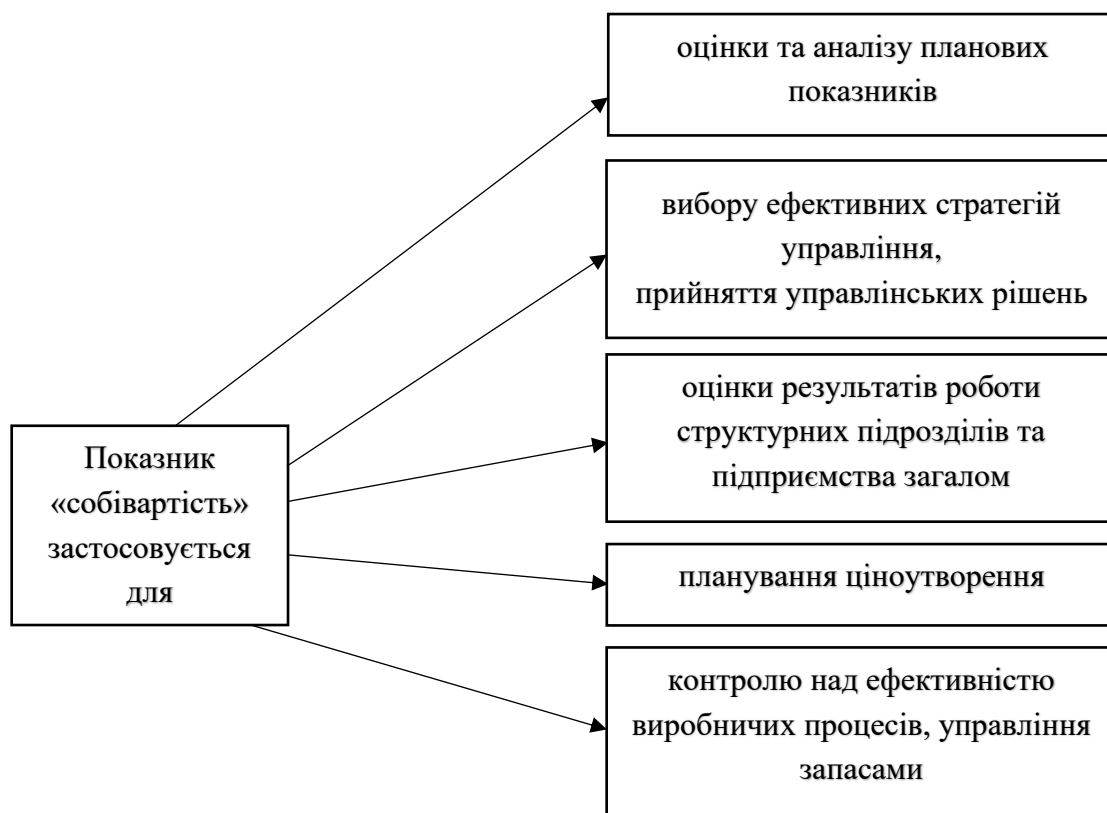 Показник
«собівартість»
застосовується
для
оцінки та аналізу планових
показників
вибору ефективних стратегій
управління,
прийняття управлінських рішень
оцінки результатів роботи
структурних підрозділів та
підприємства загалом
планування ціноутворення
контролю над ефективністю
виробничих процесів, управління
запасами